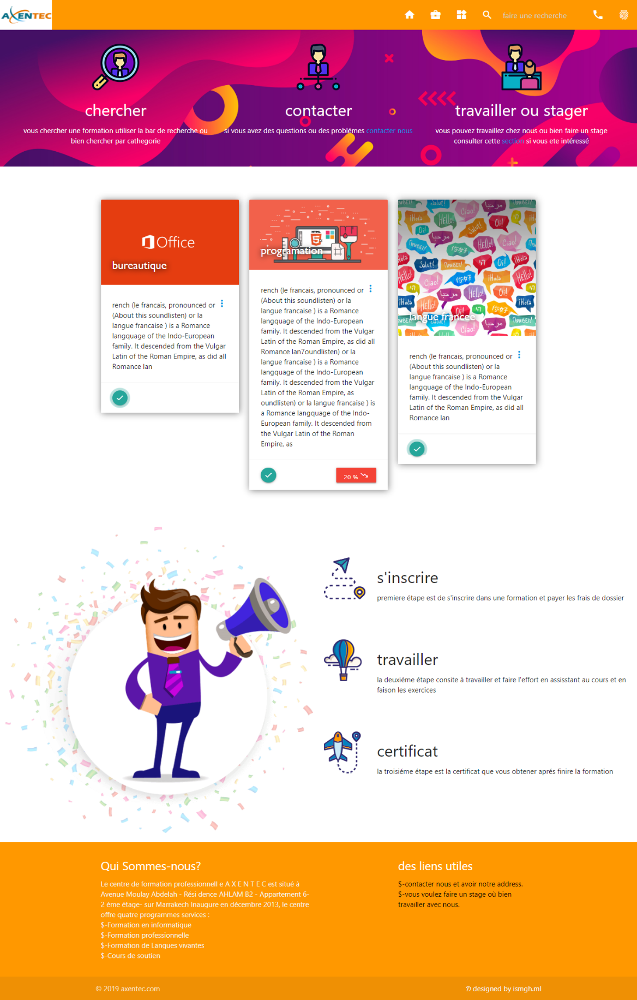 AXENTEC
faire une recherche
chercher
vous chercher une formation utiliser la bar de recherche ou
bien chercher par cathegorie
contacter
si vous avez des questions ou des problémes contacter nous
travailler ou stager
vous pouvez travaillez chez nous ou bien faire un stage
consulter cette section si vous ete intéréssé
Office
bureautique
rench (le francais, pronounced or
(About this soundlisten) or la
langue francaise ) is a Romance
langquage of the Indo-European
family. It descended from the Vulgar
Latin of the Roman Empire, as did all
Romance lan
HTML
5
programation
rench (le francais, pronounced or
(About this soundlisten) or la
langue francaise ) is a Romance
langquage of the Indo-European
family. It descended from the Vulgar
Latin of the Roman Empire, as did all
Romance lan7oundlisten) or la
langue francaise ) is a Romance
langquage of the Indo-European
family. It descended from the Vulgar
Latin of the Roman Empire, as
oundlisten) or la langue francaise ) is
a Romance langquage of the Indo-
European family. It descended from
the Vulgar Latin of the Roman
Empire, as
20 %
langue francec
rench (le francais, pronounced or
(About this soundlisten) or la
langue francaise ) is a Romance
langquage of the Indo-European
family. It descended from the Vulgar
Latin of the Roman Empire, as did all
Romance lan
s'inscrire
premiere étape est de s'inscrire dans une formation et payer les frais de dossier
travailler
la deuxiéme étape consite à travailler et faire l'effort en assisstant au cours et en
faison les exercices
certificat
la troisiéme étape est la certificat que vous obtener aprés finire la formation
Qui Sommes-nous?
Le centre de formation professionnell e A X E N T E C est situé à
Avenue Moulay Abdelah - Rési dence AHLAM B2 - Appartement 6-
2 éme étage- sur Marrakech Inaugure en décembre 2013, le centre
offre quatre programmes services :
$-Formation en informatique
$-Formation professionnelle
$-Formation de Langues vivantes
$-Cours de soutien
des liens utiles
$-contacter nous et avoir notre address.
$-vous voulez faire un stage où bien
travailler avec nous.
© 2019 axentec.com
𝓓 designed by ismgh.ml